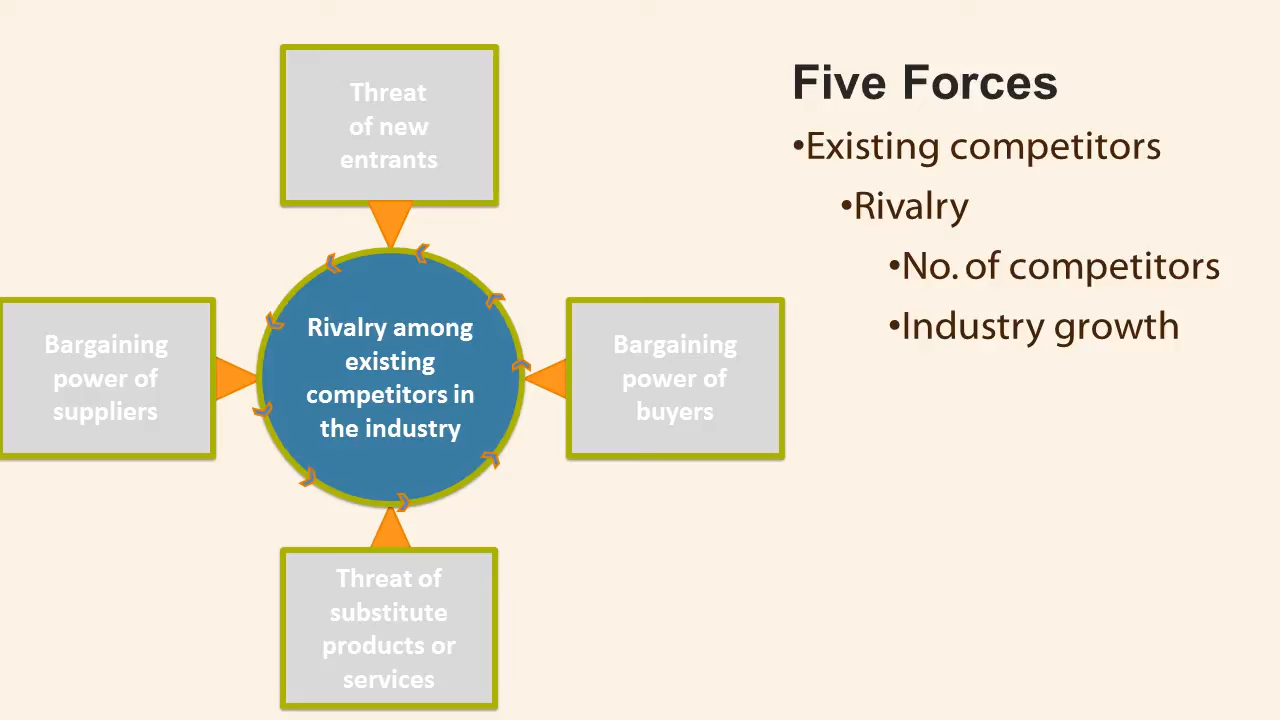 Threat
of new
entrants
Five Forces
•Existing competitors
•Rivalry
•No. of competitors
•Industry growth
Bargaining
power of
suppliers
Rivalry among
existing
competitors in
the industry
Bargaining
power of
buyers
Threat of
substitute
products or
services